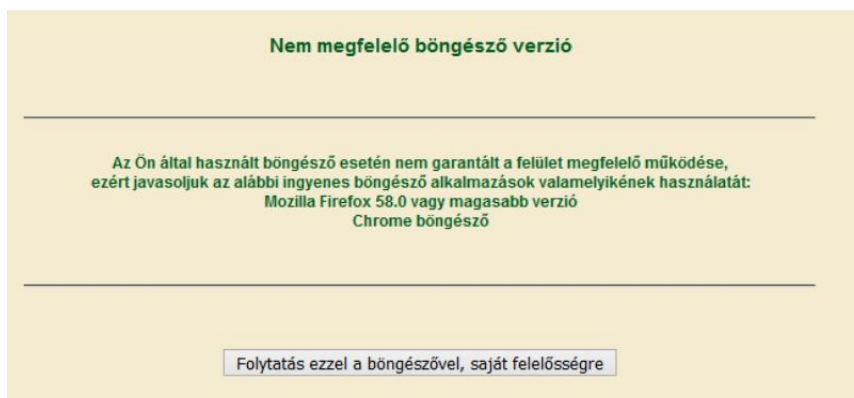 Nem megfelelő böngésző verzió
Az Ön által használt böngésző esetén nem garantált a felület megfelelő működése,
ezért javasoljuk az alábbi ingyenes böngésző alkalmazások valamelyikének használatát:
Mozilla Firefox 58.0 vagy magasabb verzió
Chrome böngésző
Folytatás ezzel a böngészővel, saját felelősségre